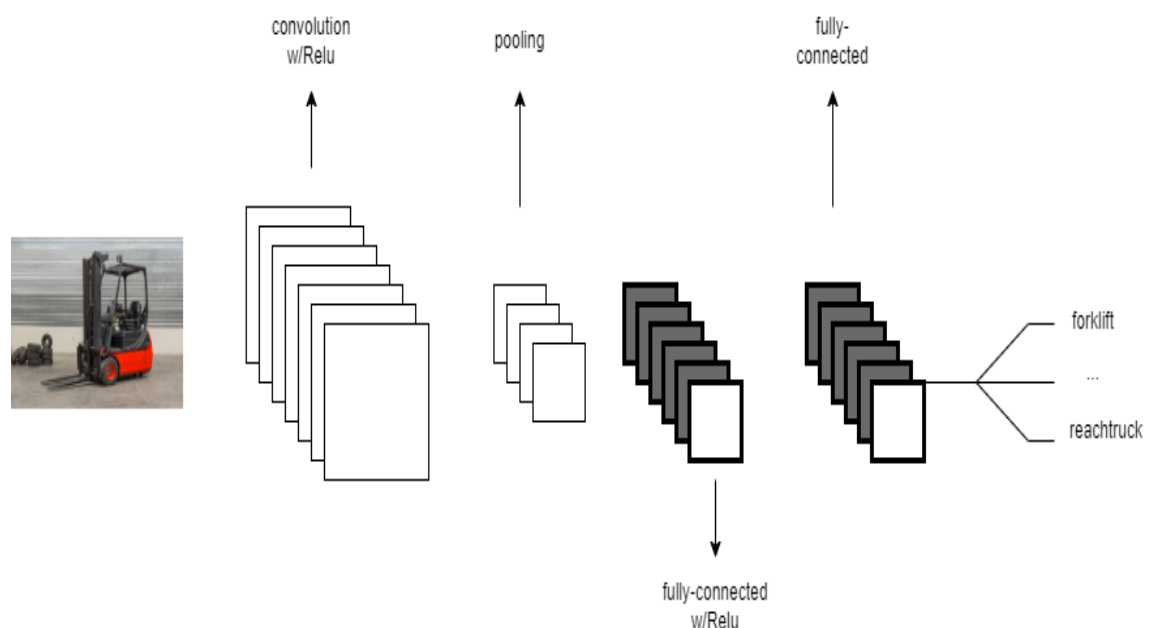 convolution
w/Relu
pooling
fully-
connected
forklift
...
reachtruck
fully-connected
w/Relu